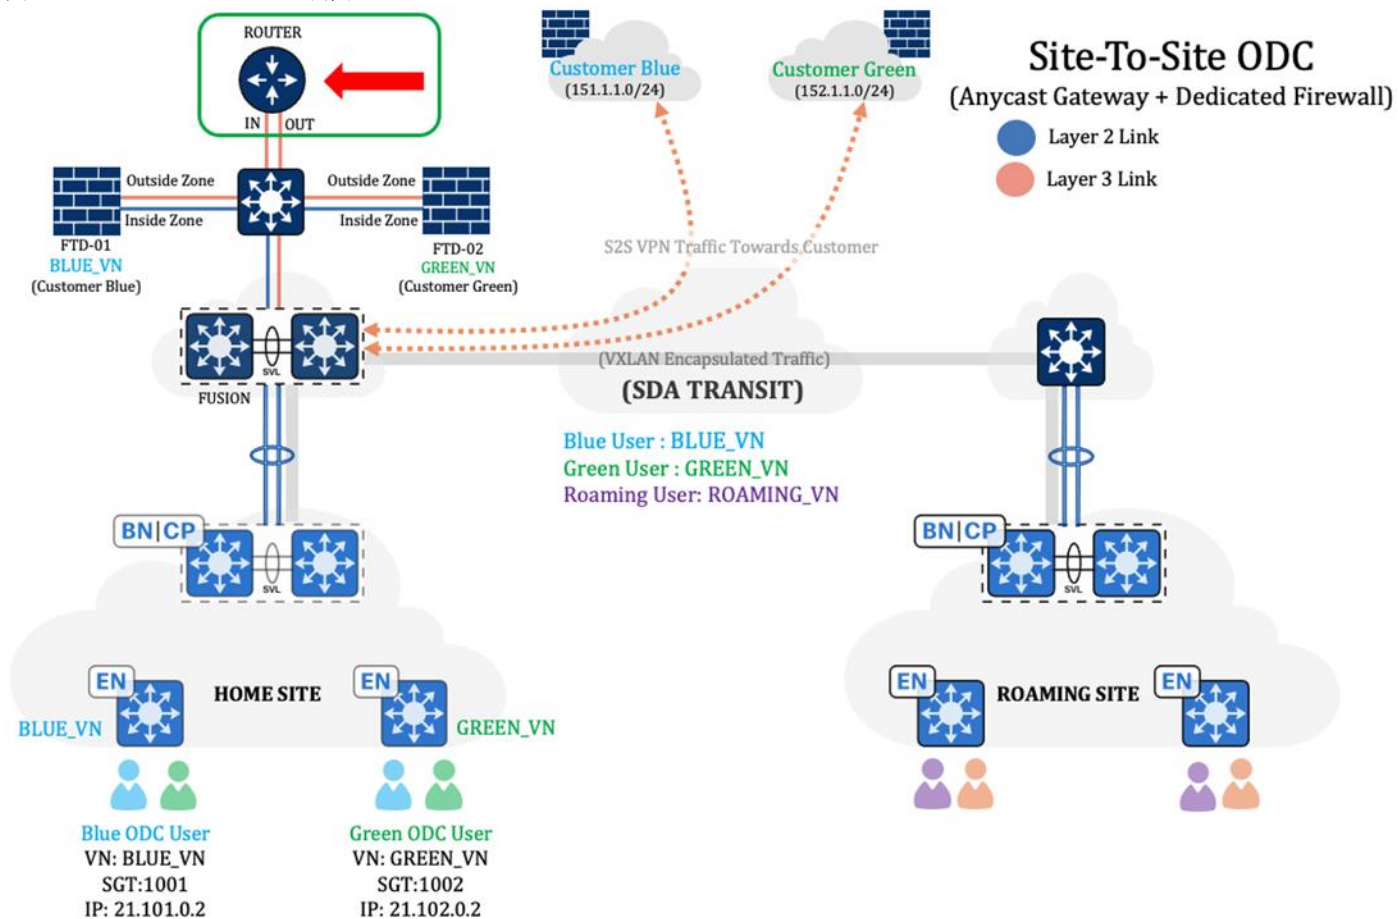 ROUTER
IN
OUT
Customer Blue
(151.1.1.0/24)
Customer Green
(152.1.1.0/24)
Site-To-Site ODC
(Anycast Gateway + Dedicated Firewall)
Layer 2 Link
Layer 3 Link
Outside Zone
Inside Zone
FTD-01
BLUE_VN
(Customer Blue)
Outside Zone
Inside Zone
FTD-02
GREEN_VN
(Customer Green)
S2S VPN Traffic Towards Customer
SVL
FUSION
(VXLAN Encapsulated Traffic)
(SDA TRANSIT)
Blue User : BLUE_VN
Green User : GREEN_VN
Roaming User: ROAMING_VN
BN|CP
SVL
BN|CP
SVL
EN
HOME SITE
EN
BLUE_VN
GREEN_VN
EN
ROAMING SITE
EN
Blue ODC User
VN: BLUE_VN
SGT:1001
IP: 21.101.0.2
Green ODC User
VN: GREEN_VN
SGT:1002
IP: 21.102.0.2